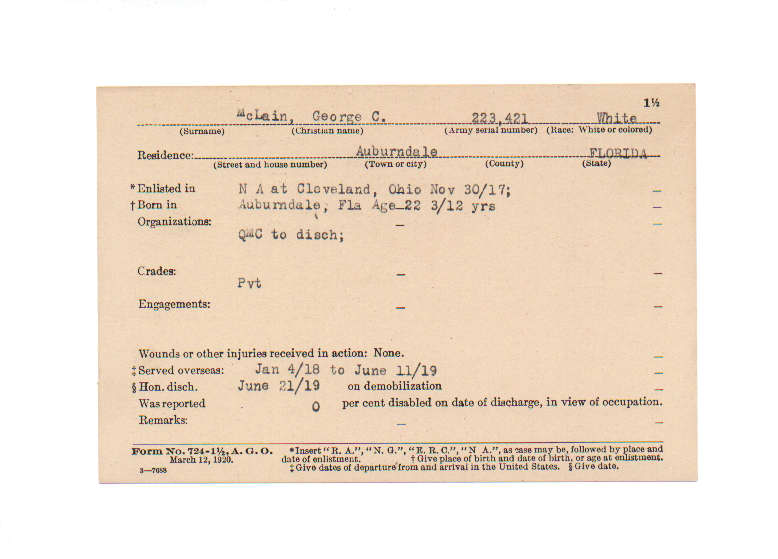 1½
McLain, George C. 223,421 White
(Surname) (Christian name) (Army serial number) (Race: White or colored)
Residence: Auburndale FLORIDA
(Street and house number) (Town or city) (County) (State)
*Enlisted in N A at Cleveland, Ohio Nov 30/17;
†Born in Auburndale, Fla Age 22 3/12 yrs
Organizations:
QMC to disch;
Grades:
Pvt
Engagements:
Wounds or other injuries received in action: None.
‡Served overseas: Jan 4/18 to June 11/19
§Hon. disch. June 21/19 on demobilization
Was reported 0 per cent disabled on date of discharge, in view of occupation.
Remarks:
Form No. 724-1½, A. G. O. *Insert "R. A.", "N. G.", "E. R. C.", "N A.", as case may be, followed by place and
March 12, 1920. date of enlistment. †Give place of birth and date of birth, or age at enlistment.
3—7688 ‡Give dates of departure from and arrival in the United States. §Give date.